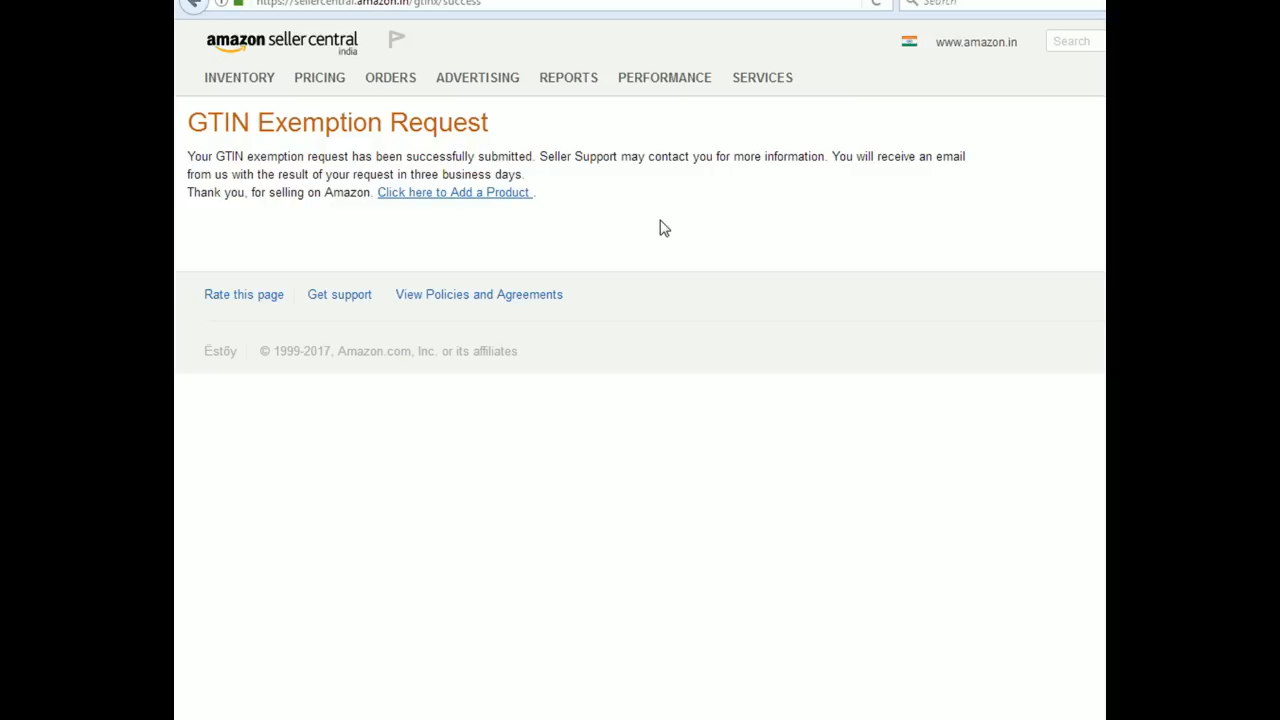 https://sellercentral.amazon.in/gtinx/success
Search
amazon seller central
india
www.amazon.in
Search
INVENTORY PRICING ORDERS ADVERTISING REPORTS PERFORMANCE SERVICES
GTIN Exemption Request
Your GTIN exemption request has been successfully submitted. Seller Support may contact you for more information. You will receive an email
from us with the result of your request in three business days.
Thank you, for selling on Amazon. Click here to Add a Product .
Rate this page Get support View Policies and Agreements
Ëstőy © 1999-2017, Amazon.com, Inc. or its affiliates